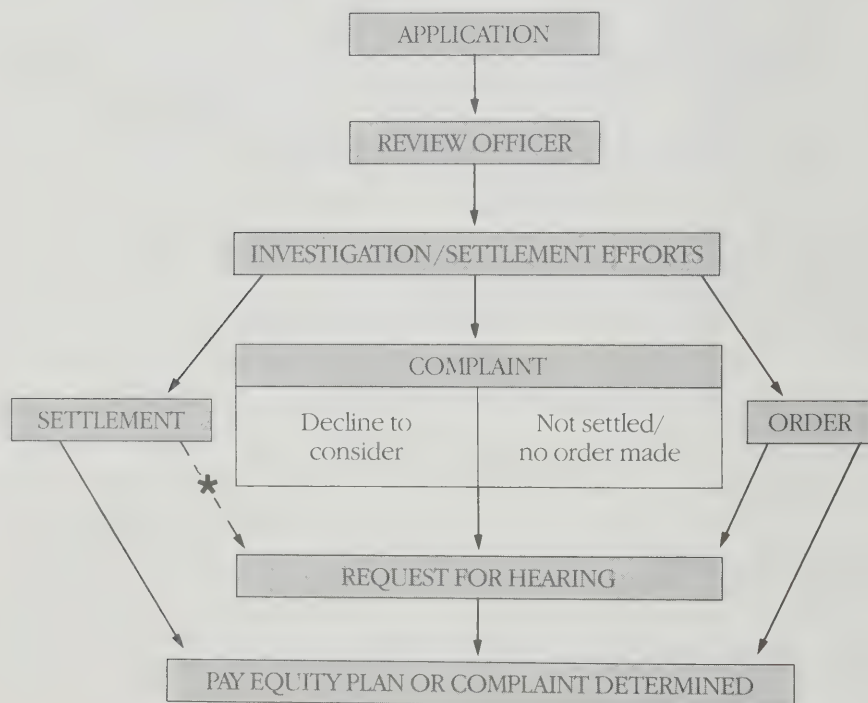 APPLICATION
REVIEW OFFICER
INVESTIGATION/SETTLEMENT EFFORTS
COMPLAINT
SETTLEMENT
Decline to
consider
Not settled/
no order made
ORDER
*
REQUEST FOR HEARING
PAY EQUITY PLAN OR COMPLAINT DETERMINED